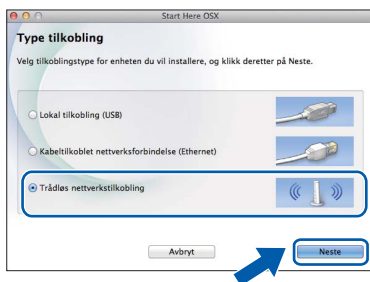 Start Here OSX
Type tilkobling
Velg tilkoblingstype for enheten du vil installere, og klikk deretter på Neste.
Lokal tilkobling (USB)
Kabeltilkoblet nettverksforbindelse (Ethernet)
Trådløs nettverkstilkobling
Avbryt
Neste